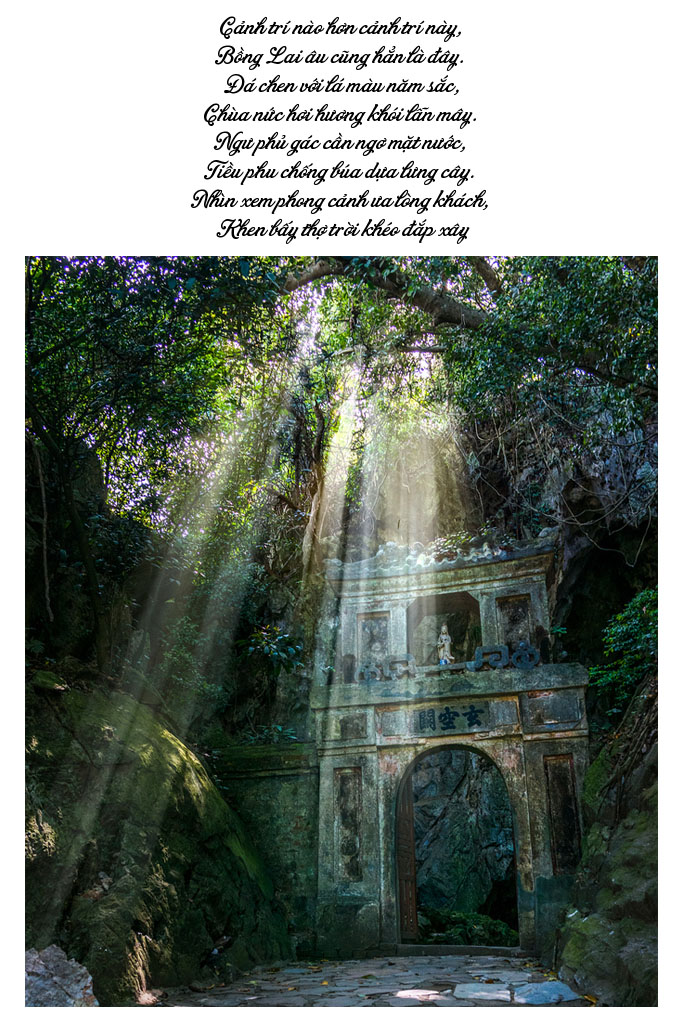 Cảnh trí nào hơn cảnh trí này,
Bồng Lai âu cũng hẳn là đây.
Đá chen với lá màu năm sắc,
Chùa nức hơi hương khói lẫn mây.
Ngư phủ gác cần ngơ mặt nước,
Tiều phu chống búa dựa lưng cây.
Nhìn xem phong cảnh ưa lòng khách,
Khen bấy thợ trời khéo đắp xây
玄空關